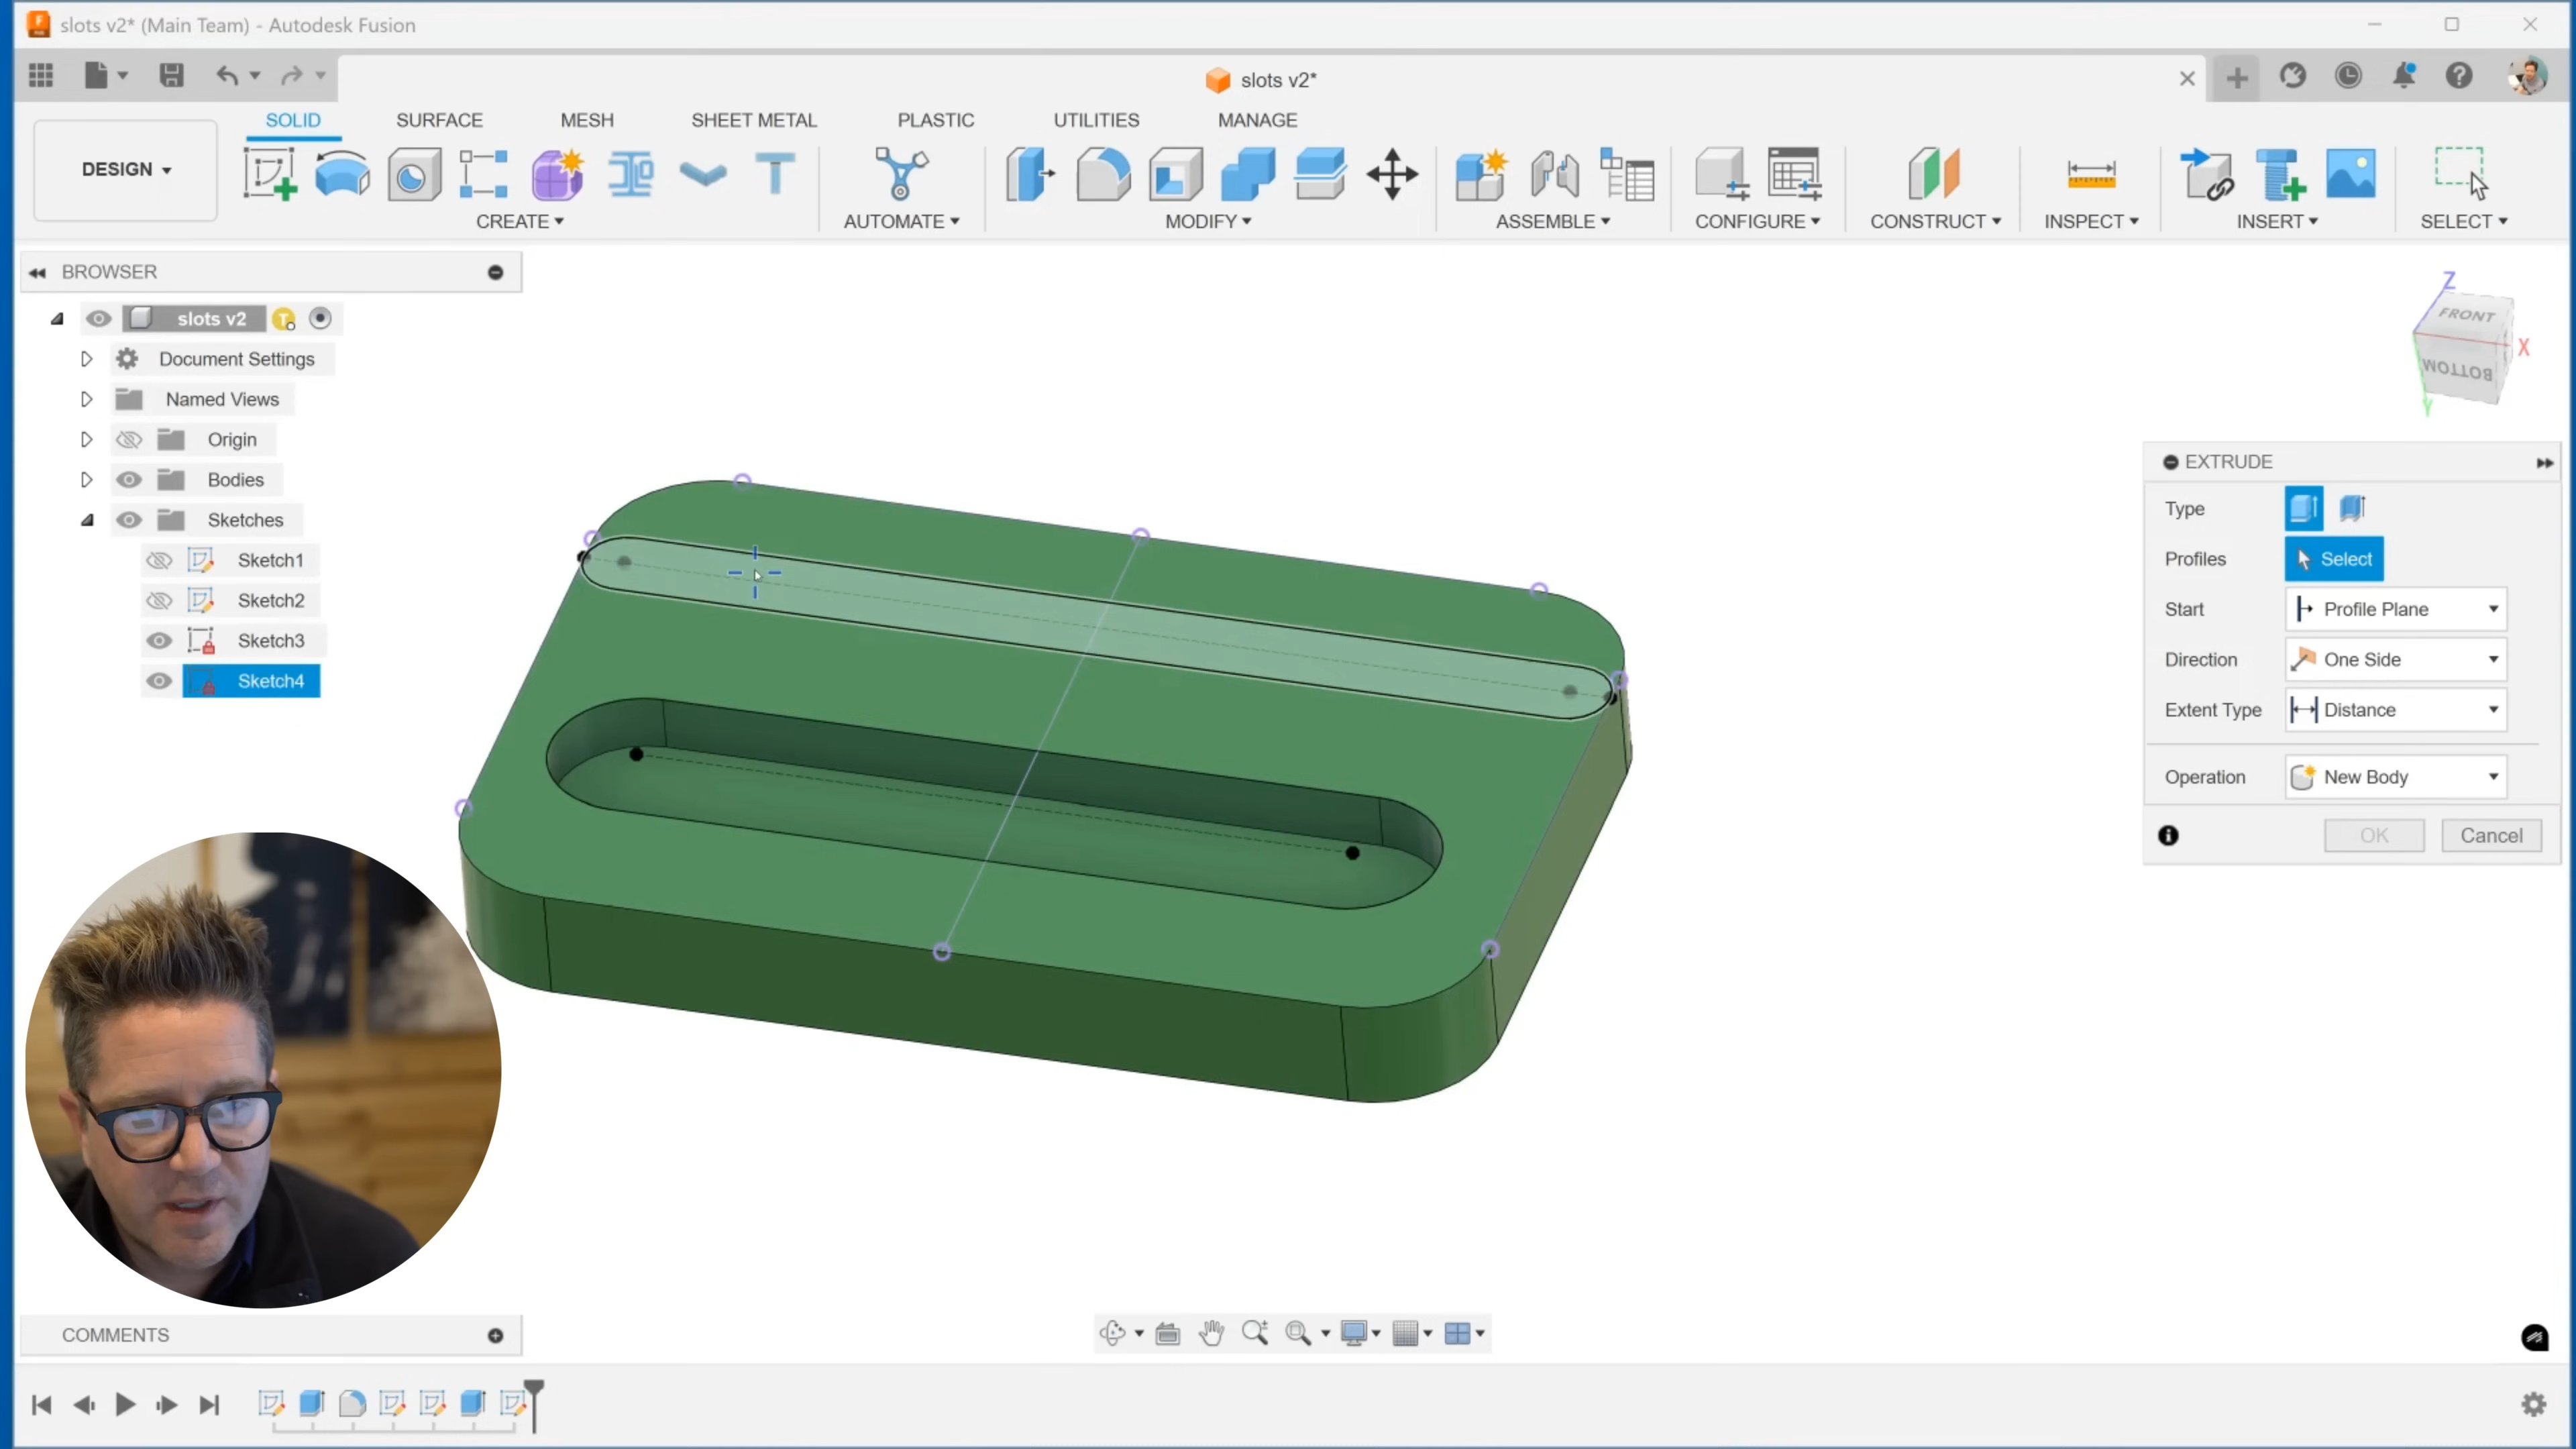 slots v2* (Main Team) - Autodesk Fusion
slots v2*
SOLID SURFACE MESH SHEET METAL PLASTIC UTILITIES MANAGE
DESIGN
CREATE AUTOMATE MODIFY ASSEMBLE CONFIGURE CONSTRUCT INSPECT INSERT SELECT
BROWSER
slots v2
Document Settings
Named Views
Origin
Bodies
Sketches
Sketch1
Sketch2
Sketch3
Sketch4
Z
FRONT
X
BOTTOM
Y
EXTRUDE
Type
Profiles Select
Start Profile Plane
Direction One Side
Extent Type Distance
Operation New Body
OK Cancel
COMMENTS